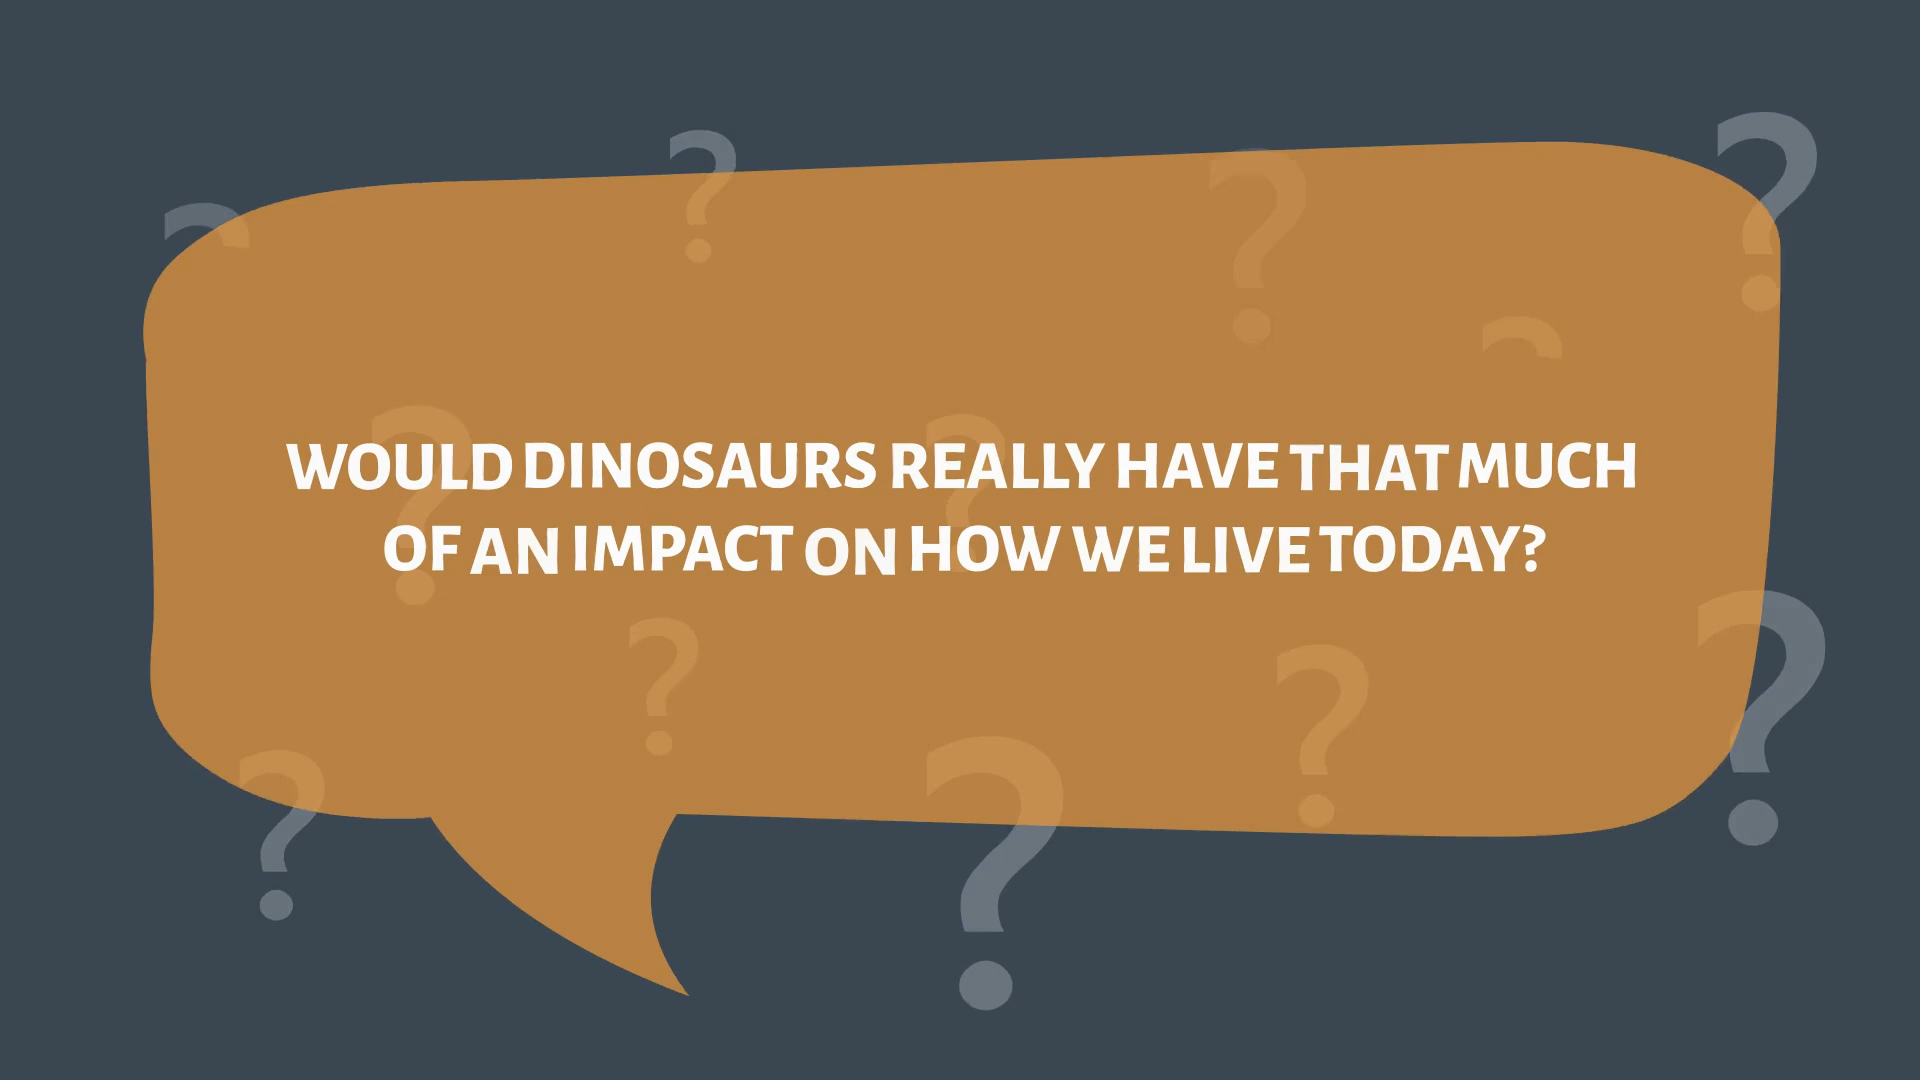 WOULD DINOSAURS REALLY HAVE THAT MUCH
OF AN IMPACT ON HOW WE LIVE TODAY?